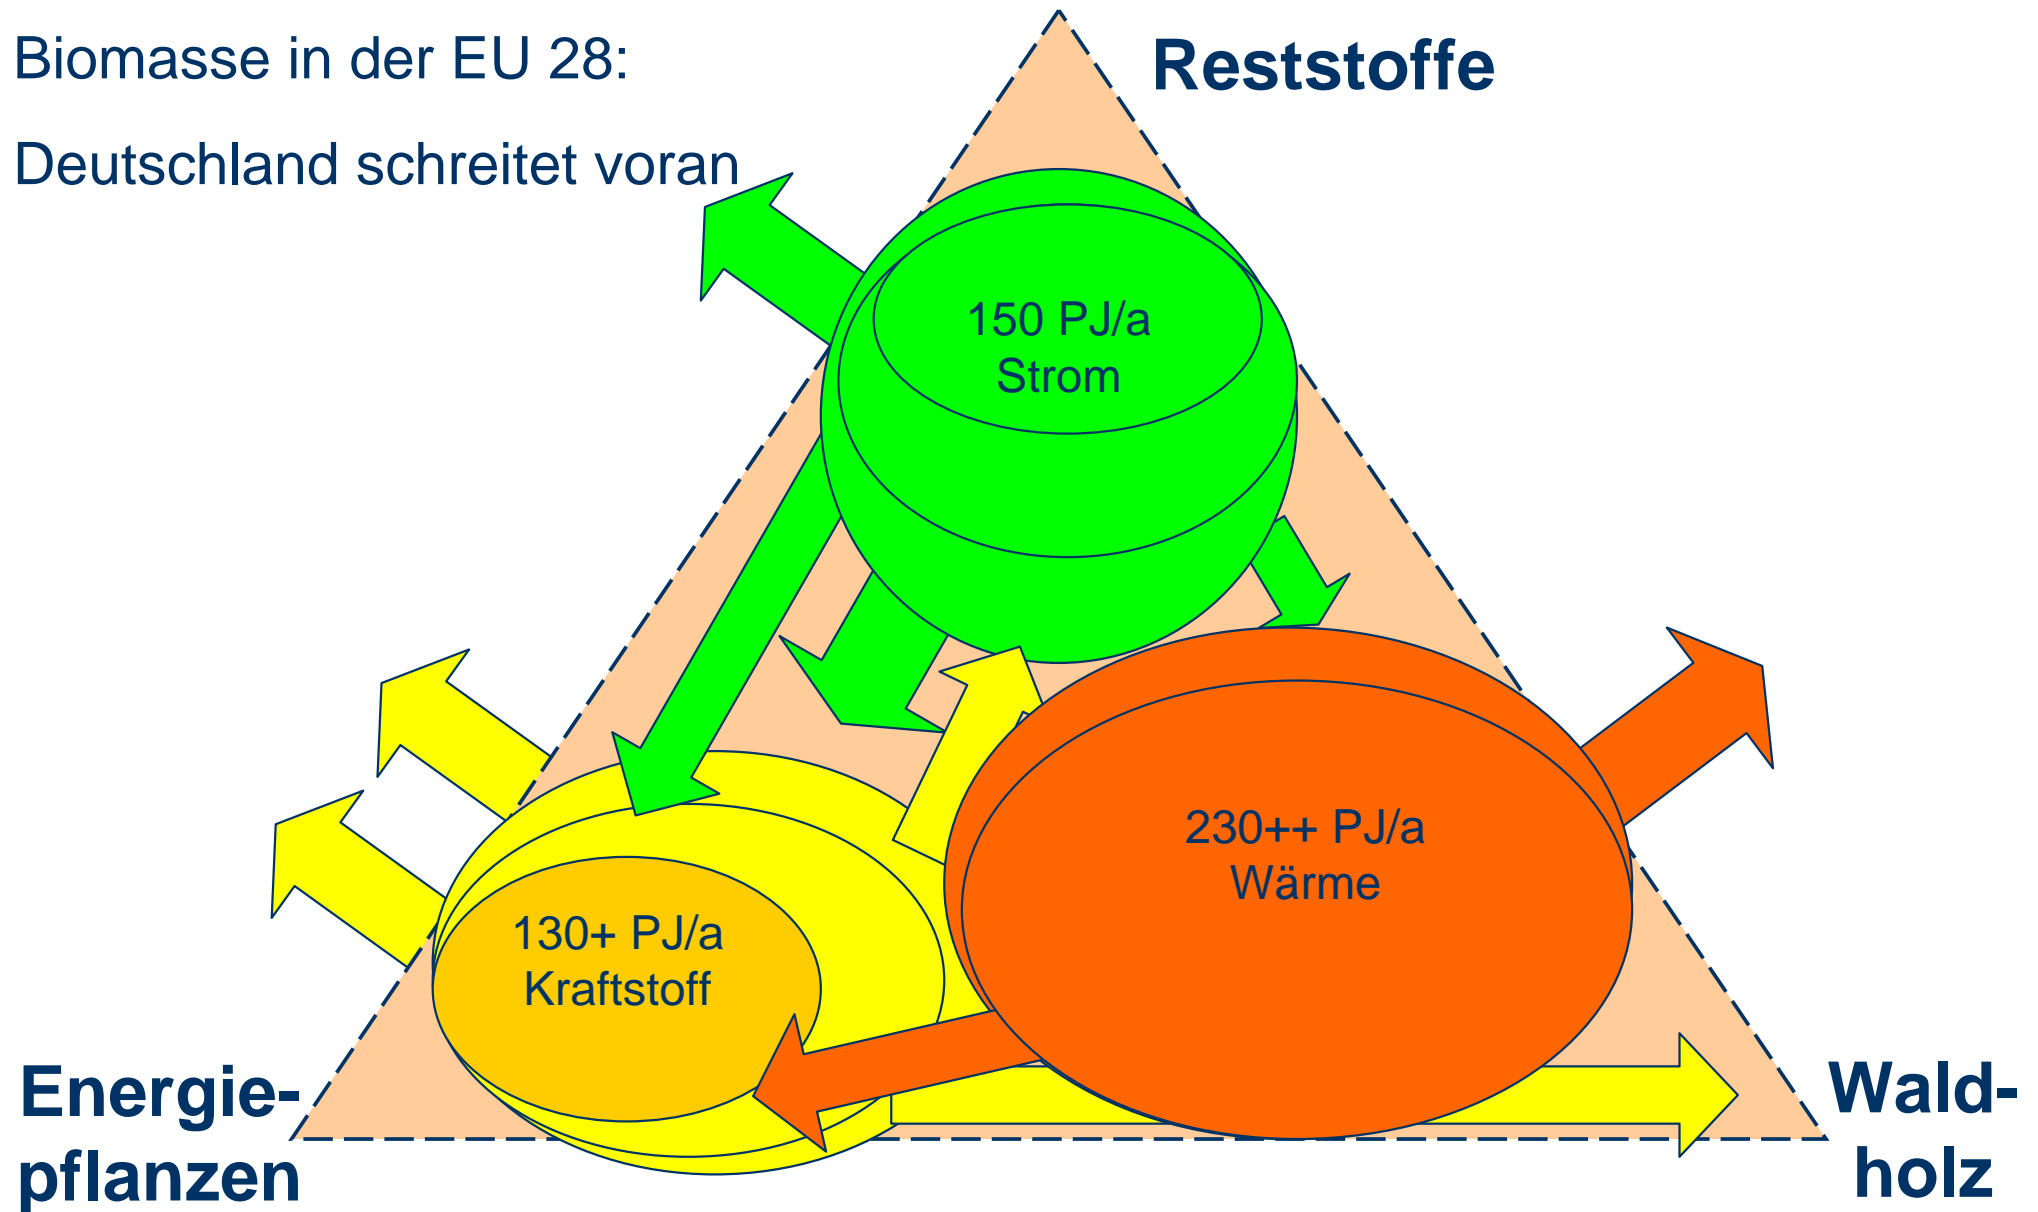 Biomasse in der EU 28:
Deutschland schreitet voran
Reststoffe
150 PJ/a
Strom
230++ PJ/a
Wärme
130+ PJ/a
Kraftstoff
Energie-
pflanzen
Wald-
holz